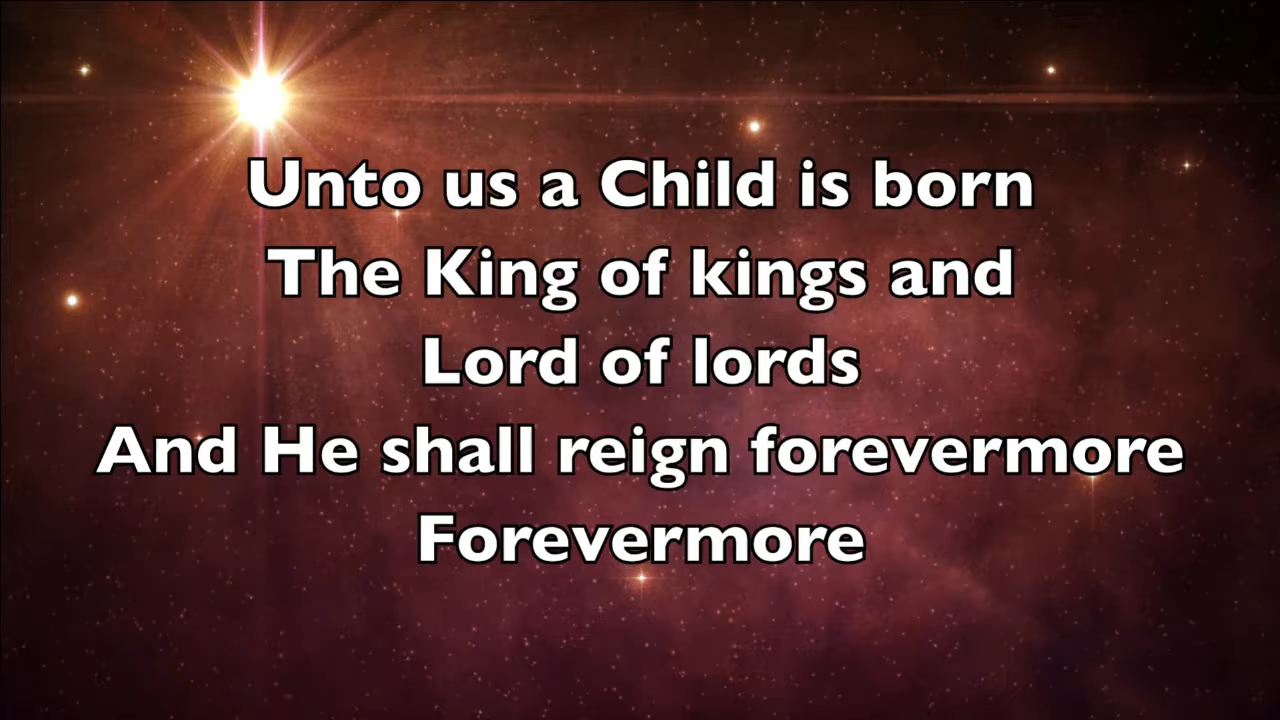 Unto us a Child is born
The King of kings and
Lord of lords
And He shall reign forevermore
Forevermore